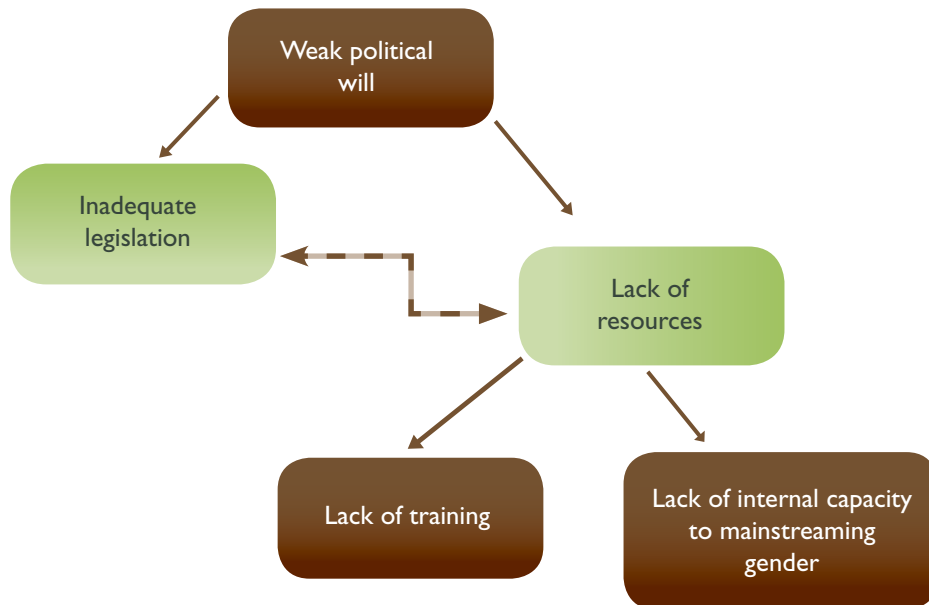 Weak political
will
Inadequate
legislation
Lack of
resources
Lack of training
Lack of internal capacity
to mainstreaming
gender